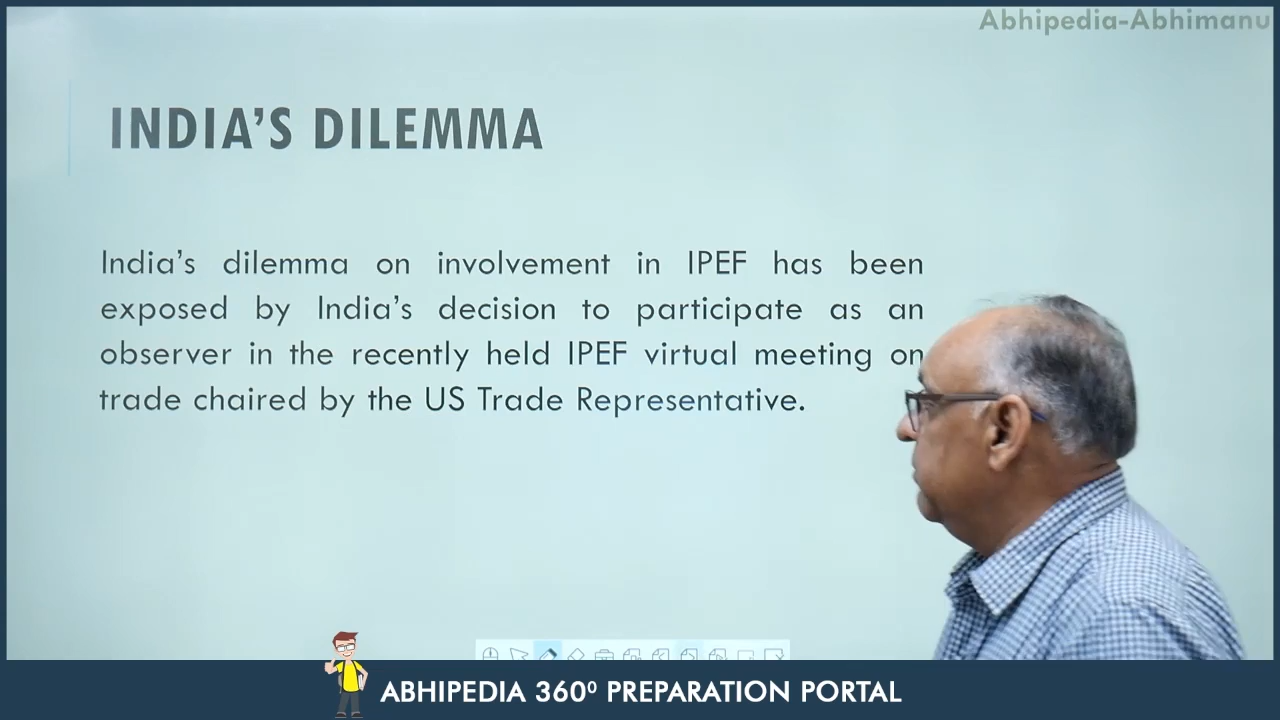 Abhipedia-Abhimanu
INDIA’S DILEMMA
India’s dilemma on involvement in IPEF has been
exposed by India’s decision to participate as an
observer in the recently held IPEF virtual meeting on
trade chaired by the US Trade Representative.
ABHIPEDIA 360⁰ PREPARATION PORTAL